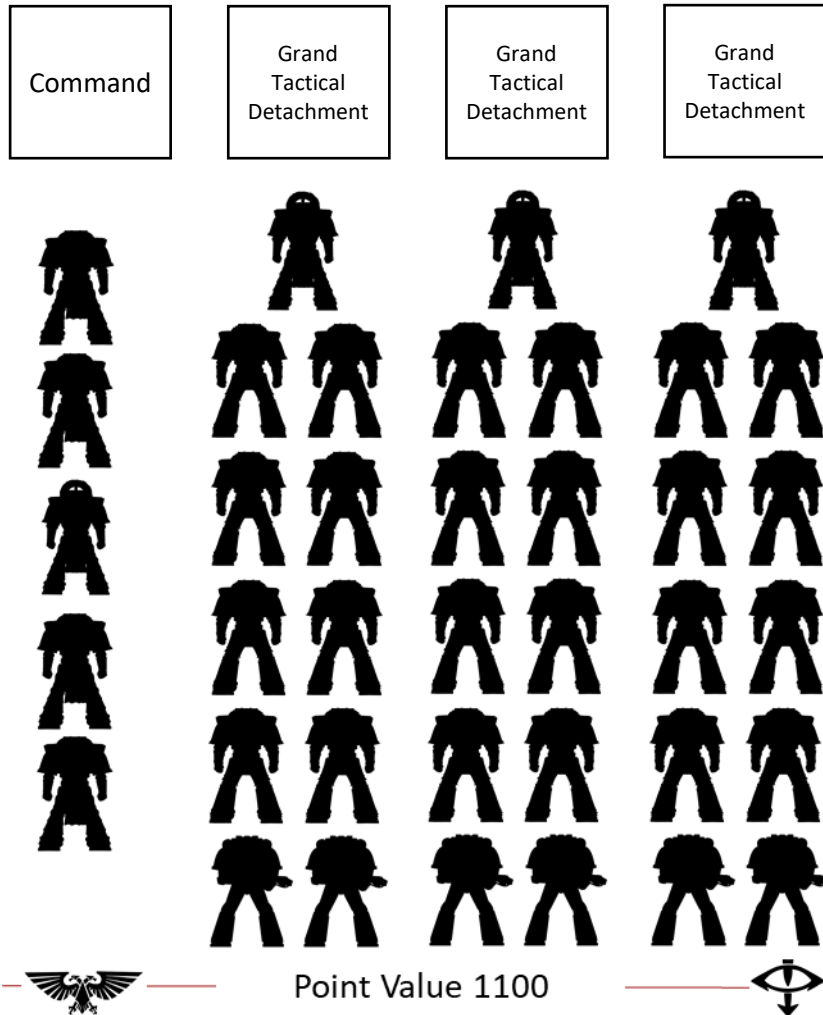 Command
Grand
Tactical
Detachment
Grand
Tactical
Detachment
Grand
Tactical
Detachment
Point Value 1100